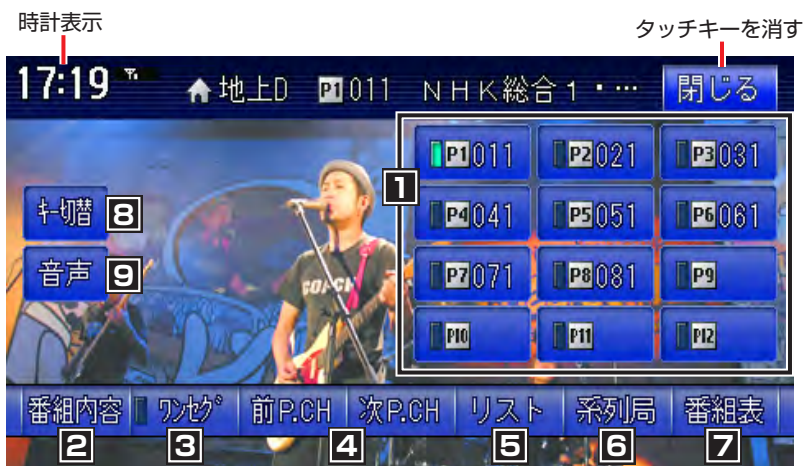 時計表示
タッチキーを消す
17:19 地上D P1 011 NHK総合1・… 閉じる
1
P1 011 P2 021 P3 031
P4 041 P5 051 P6 061
P7 071 P8 081 P9
P10 P11 P12
ｷｰ切替 8
音声 9
COACH
番組内容 ﾜﾝｾｸﾞ 前P.CH 次P.CH リスト 系列局 番組表
2 3 4 5 6 7